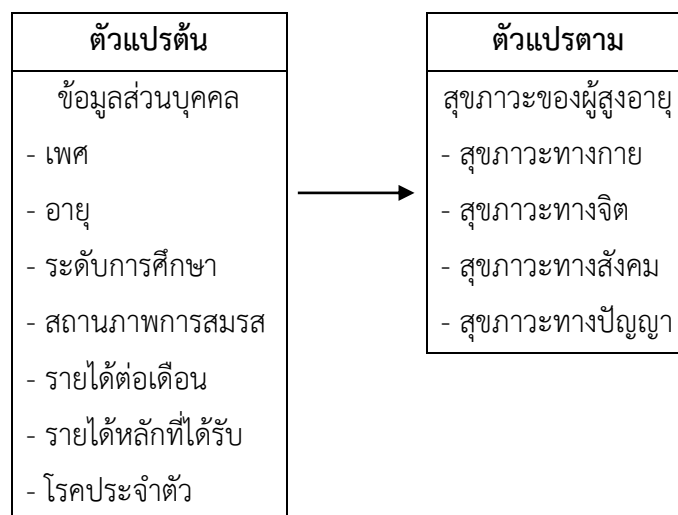 ตัวแปรต้น
ข้อมูลส่วนบุคคล
- เพศ
- อายุ
- ระดับการศึกษา
- สถานภาพการสมรส
- รายได้ต่อเดือน
- รายได้หลักที่ได้รับ
- โรคประจำตัว
ตัวแปรตาม
สุขภาวะของผู้สูงอายุ
- สุขภาวะทางกาย
- สุขภาวะทางจิต
- สุขภาวะทางสังคม
- สุขภาวะทางปัญญา